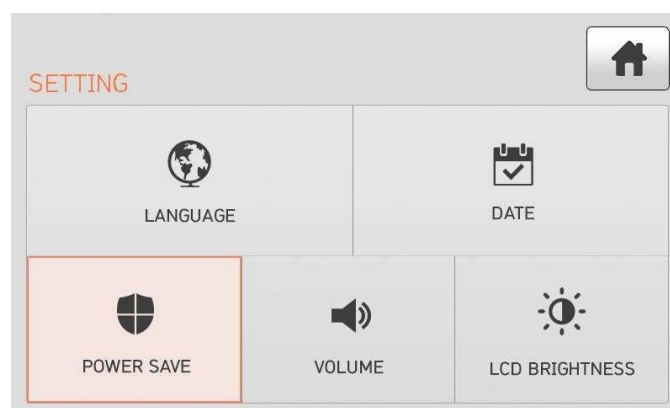 SETTING
LANGUAGE
DATE
POWER SAVE
VOLUME
LCD BRIGHTNESS